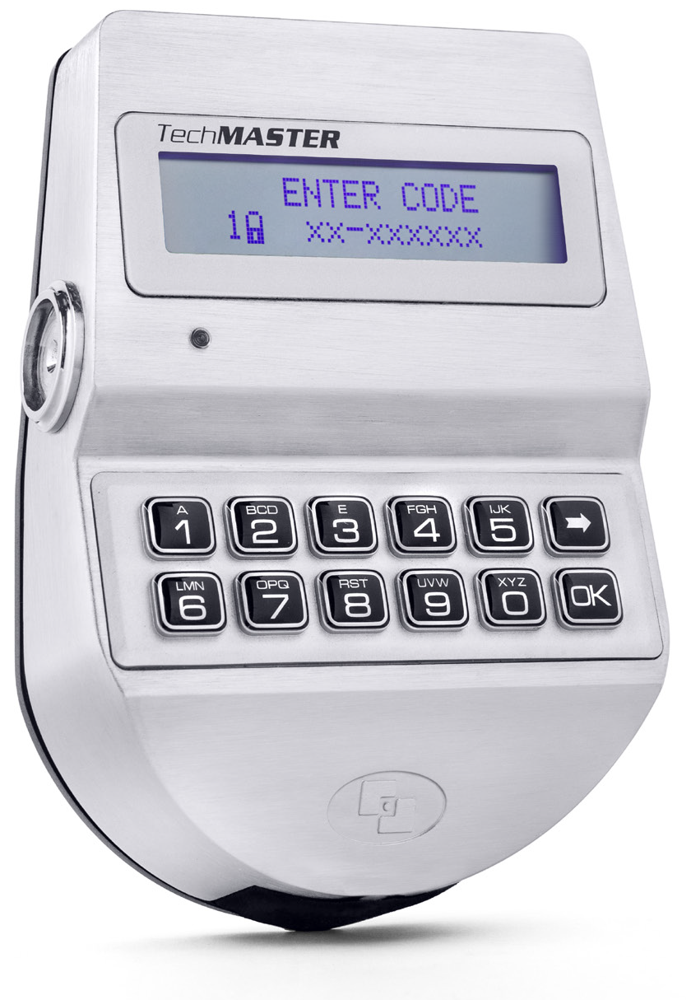 TechMASTER
ENTER CODE
1 XX-XXXXXX
A BCD E FGH IJK
1 2 3 4 5
LMN OPQ RST UVW XYZ
6 7 8 9 0 OK